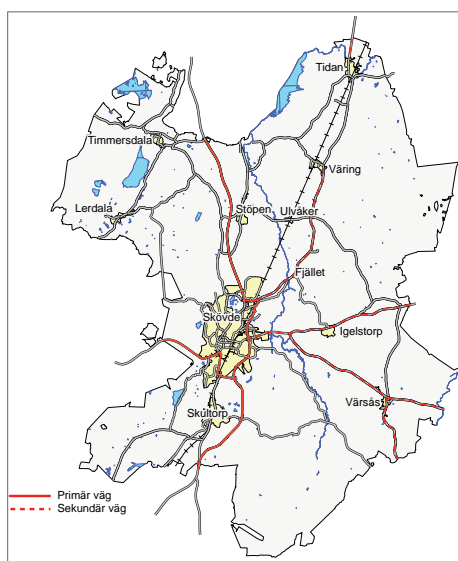 Tidan
Timmersdala
Väring
Lerdala
Stöpen
Ulvåker
Fjället
Skövde
Igelstorp
Värsås
Skultorp
Primär väg
Sekundär väg